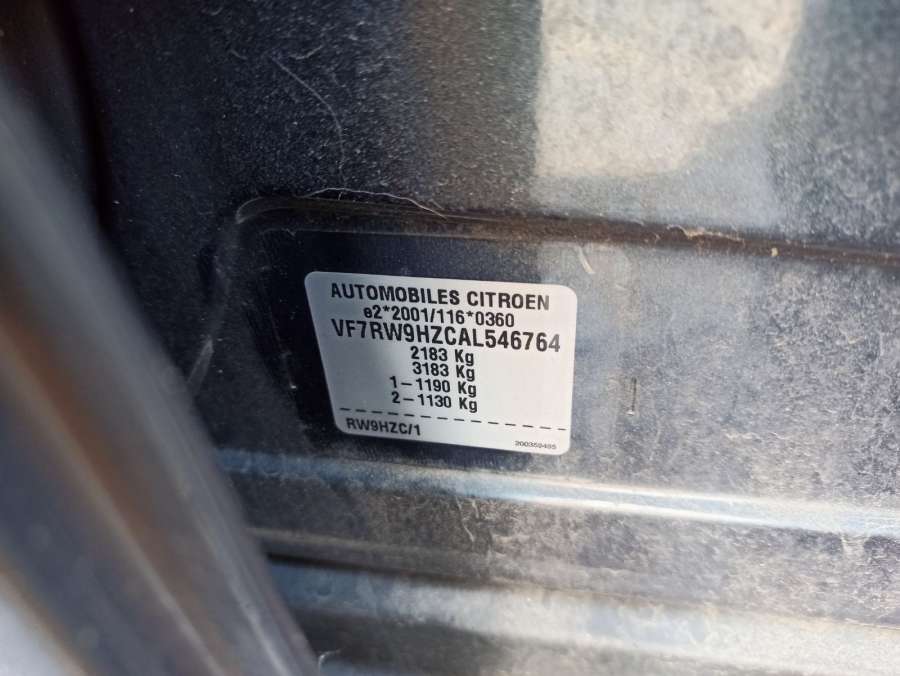 AUTOMOBILES CITROEN
e2*2001/116*0360
VF7RW9HZCAL546764
2183 Kg
3183 Kg
1-1190 Kg
2-1130 Kg
RW9HZC/1
200359495